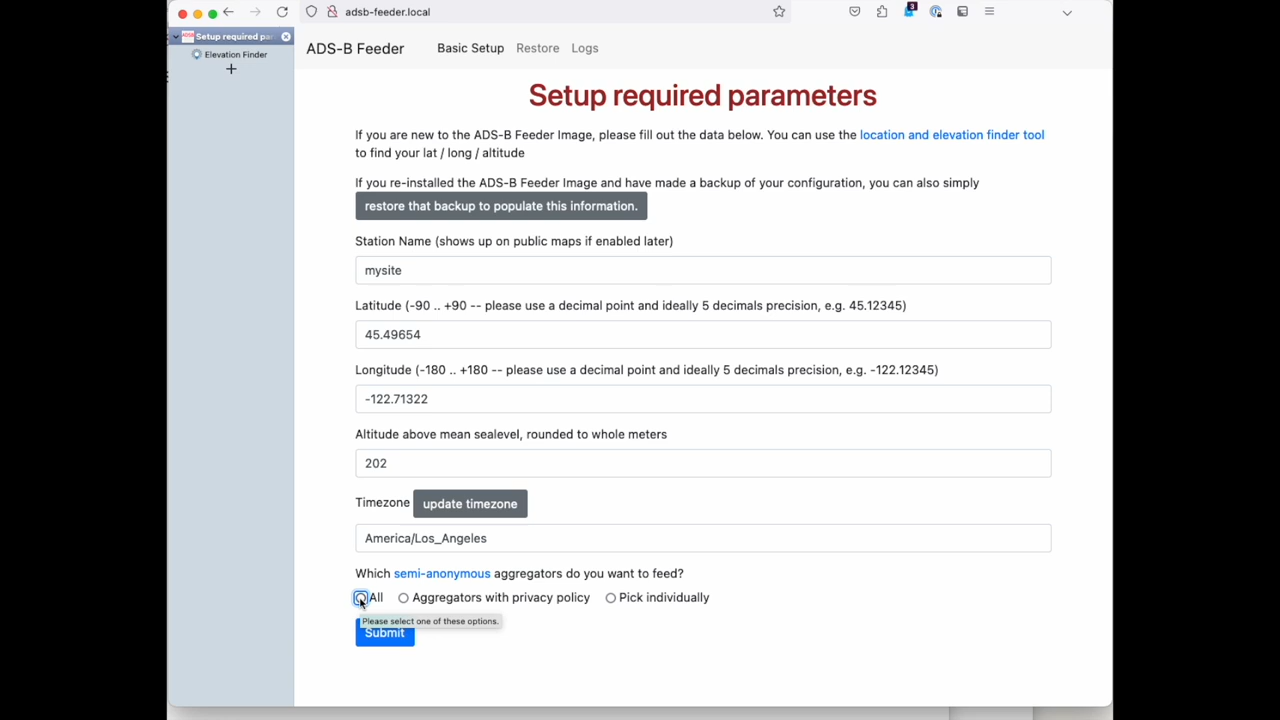 3
adsb-feeder.local
Setup required par
Elevation Finder
+
ADS-B Feeder
Basic Setup
Restore
Logs
Setup required parameters
If you are new to the ADS-B Feeder Image, please fill out the data below. You can use the location and elevation finder tool
to find your lat / long / altitude
If you re-installed the ADS-B Feeder Image and have made a backup of your configuration, you can also simply
restore that backup to populate this information.
Station Name (shows up on public maps if enabled later)
mysite
Latitude (-90 .. +90 -- please use a decimal point and ideally 5 decimals precision, e.g. 45.12345)
45.49654
Longitude (-180 .. +180 -- please use a decimal point and ideally 5 decimals precision, e.g. -122.12345)
-122.71322
Altitude above mean sealevel, rounded to whole meters
202
Timezone update timezone
America/Los_Angeles
Which semi-anonymous aggregators do you want to feed?
All Aggregators with privacy policy Pick individually
Please select one of these options.
Submit